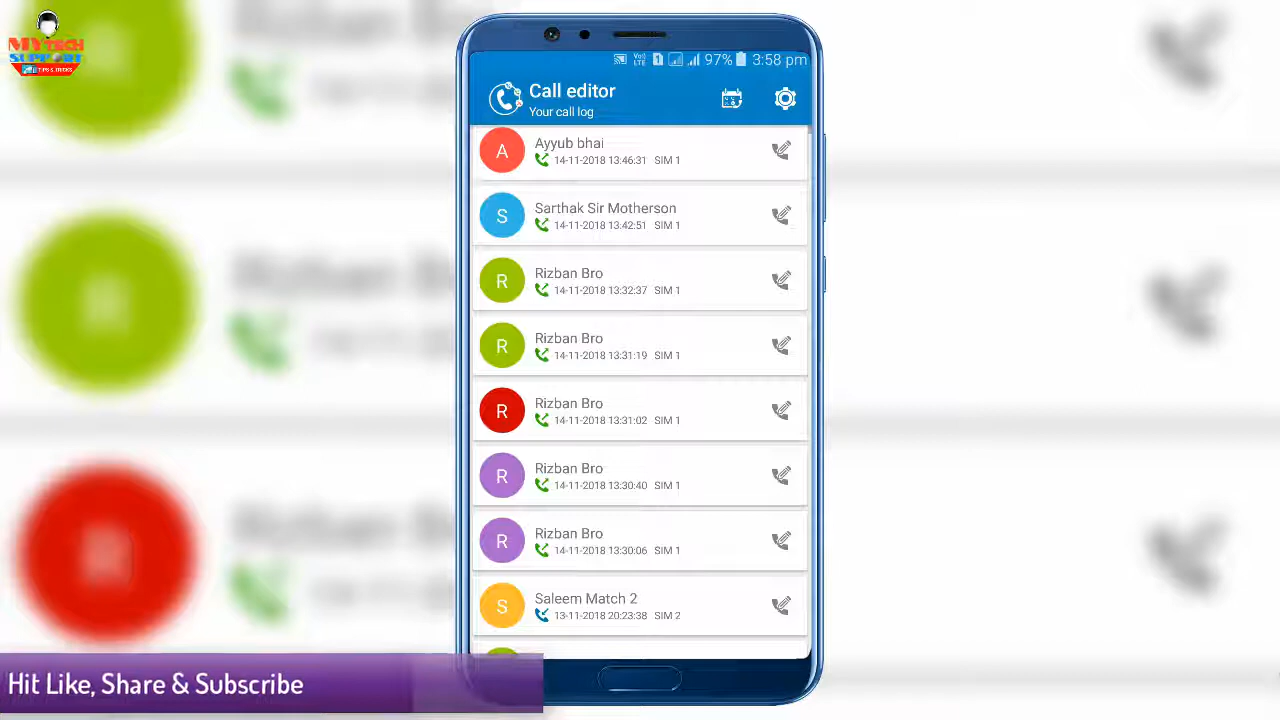 MYTECH
SUPPORT
TIPS & TRICKS
VoLTE 1 97% 3:58 pm
Call editor
Your call log
A Ayyub bhai
14-11-2018 13:46:31 SIM 1
S Sarthak Sir Motherson
14-11-2018 13:42:51 SIM 1
R Rizban Bro
14-11-2018 13:32:37 SIM 1
R Rizban Bro
14-11-2018 13:31:19 SIM 1
R Rizban Bro
14-11-2018 13:31:02 SIM 1
R Rizban Bro
14-11-2018 13:30:40 SIM 1
R Rizban Bro
14-11-2018 13:30:06 SIM 1
S Saleem Match 2
13-11-2018 20:23:38 SIM 2
Hit Like, Share & Subscribe